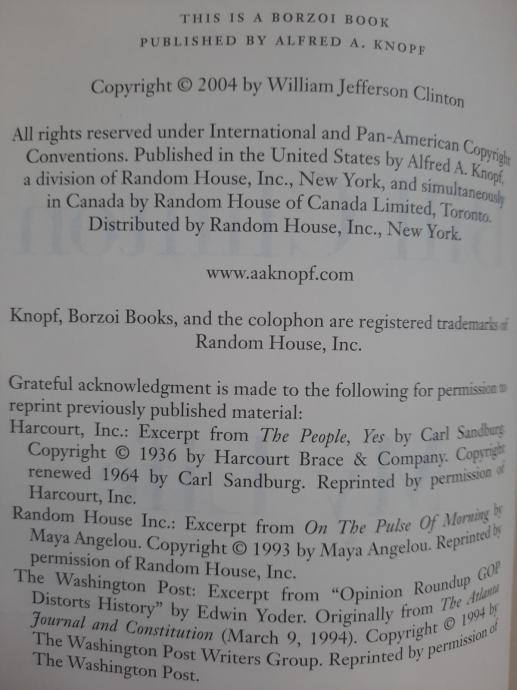 THIS IS A BORZOI BOOK
PUBLISHED BY ALFRED A. KNOPF
Copyright © 2004 by William Jefferson Clinton
All rights reserved under International and Pan-American Copyright
Conventions. Published in the United States by Alfred A. Knopf,
a division of Random House, Inc., New York, and simultaneously
in Canada by Random House of Canada Limited, Toronto.
Distributed by Random House, Inc., New York.
www.aaknopf.com
Knopf, Borzoi Books, and the colophon are registered trademarks of
Random House, Inc.
Grateful acknowledgment is made to the following for permission to
reprint previously published material:
Harcourt, Inc.: Excerpt from The People, Yes by Carl Sandburg.
Copyright © 1936 by Harcourt Brace & Company. Copyright
renewed 1964 by Carl Sandburg. Reprinted by permission of
Harcourt, Inc.
Random House Inc.: Excerpt from On The Pulse Of Morning by
Maya Angelou. Copyright © 1993 by Maya Angelou. Reprinted by
permission of Random House, Inc.
The Washington Post: Excerpt from “Opinion Roundup GOP
Distorts History” by Edwin Yoder. Originally from The Atlanta
Journal and Constitution (March 9, 1994). Copyright © 1994 by
The Washington Post Writers Group. Reprinted by permission of
The Washington Post.